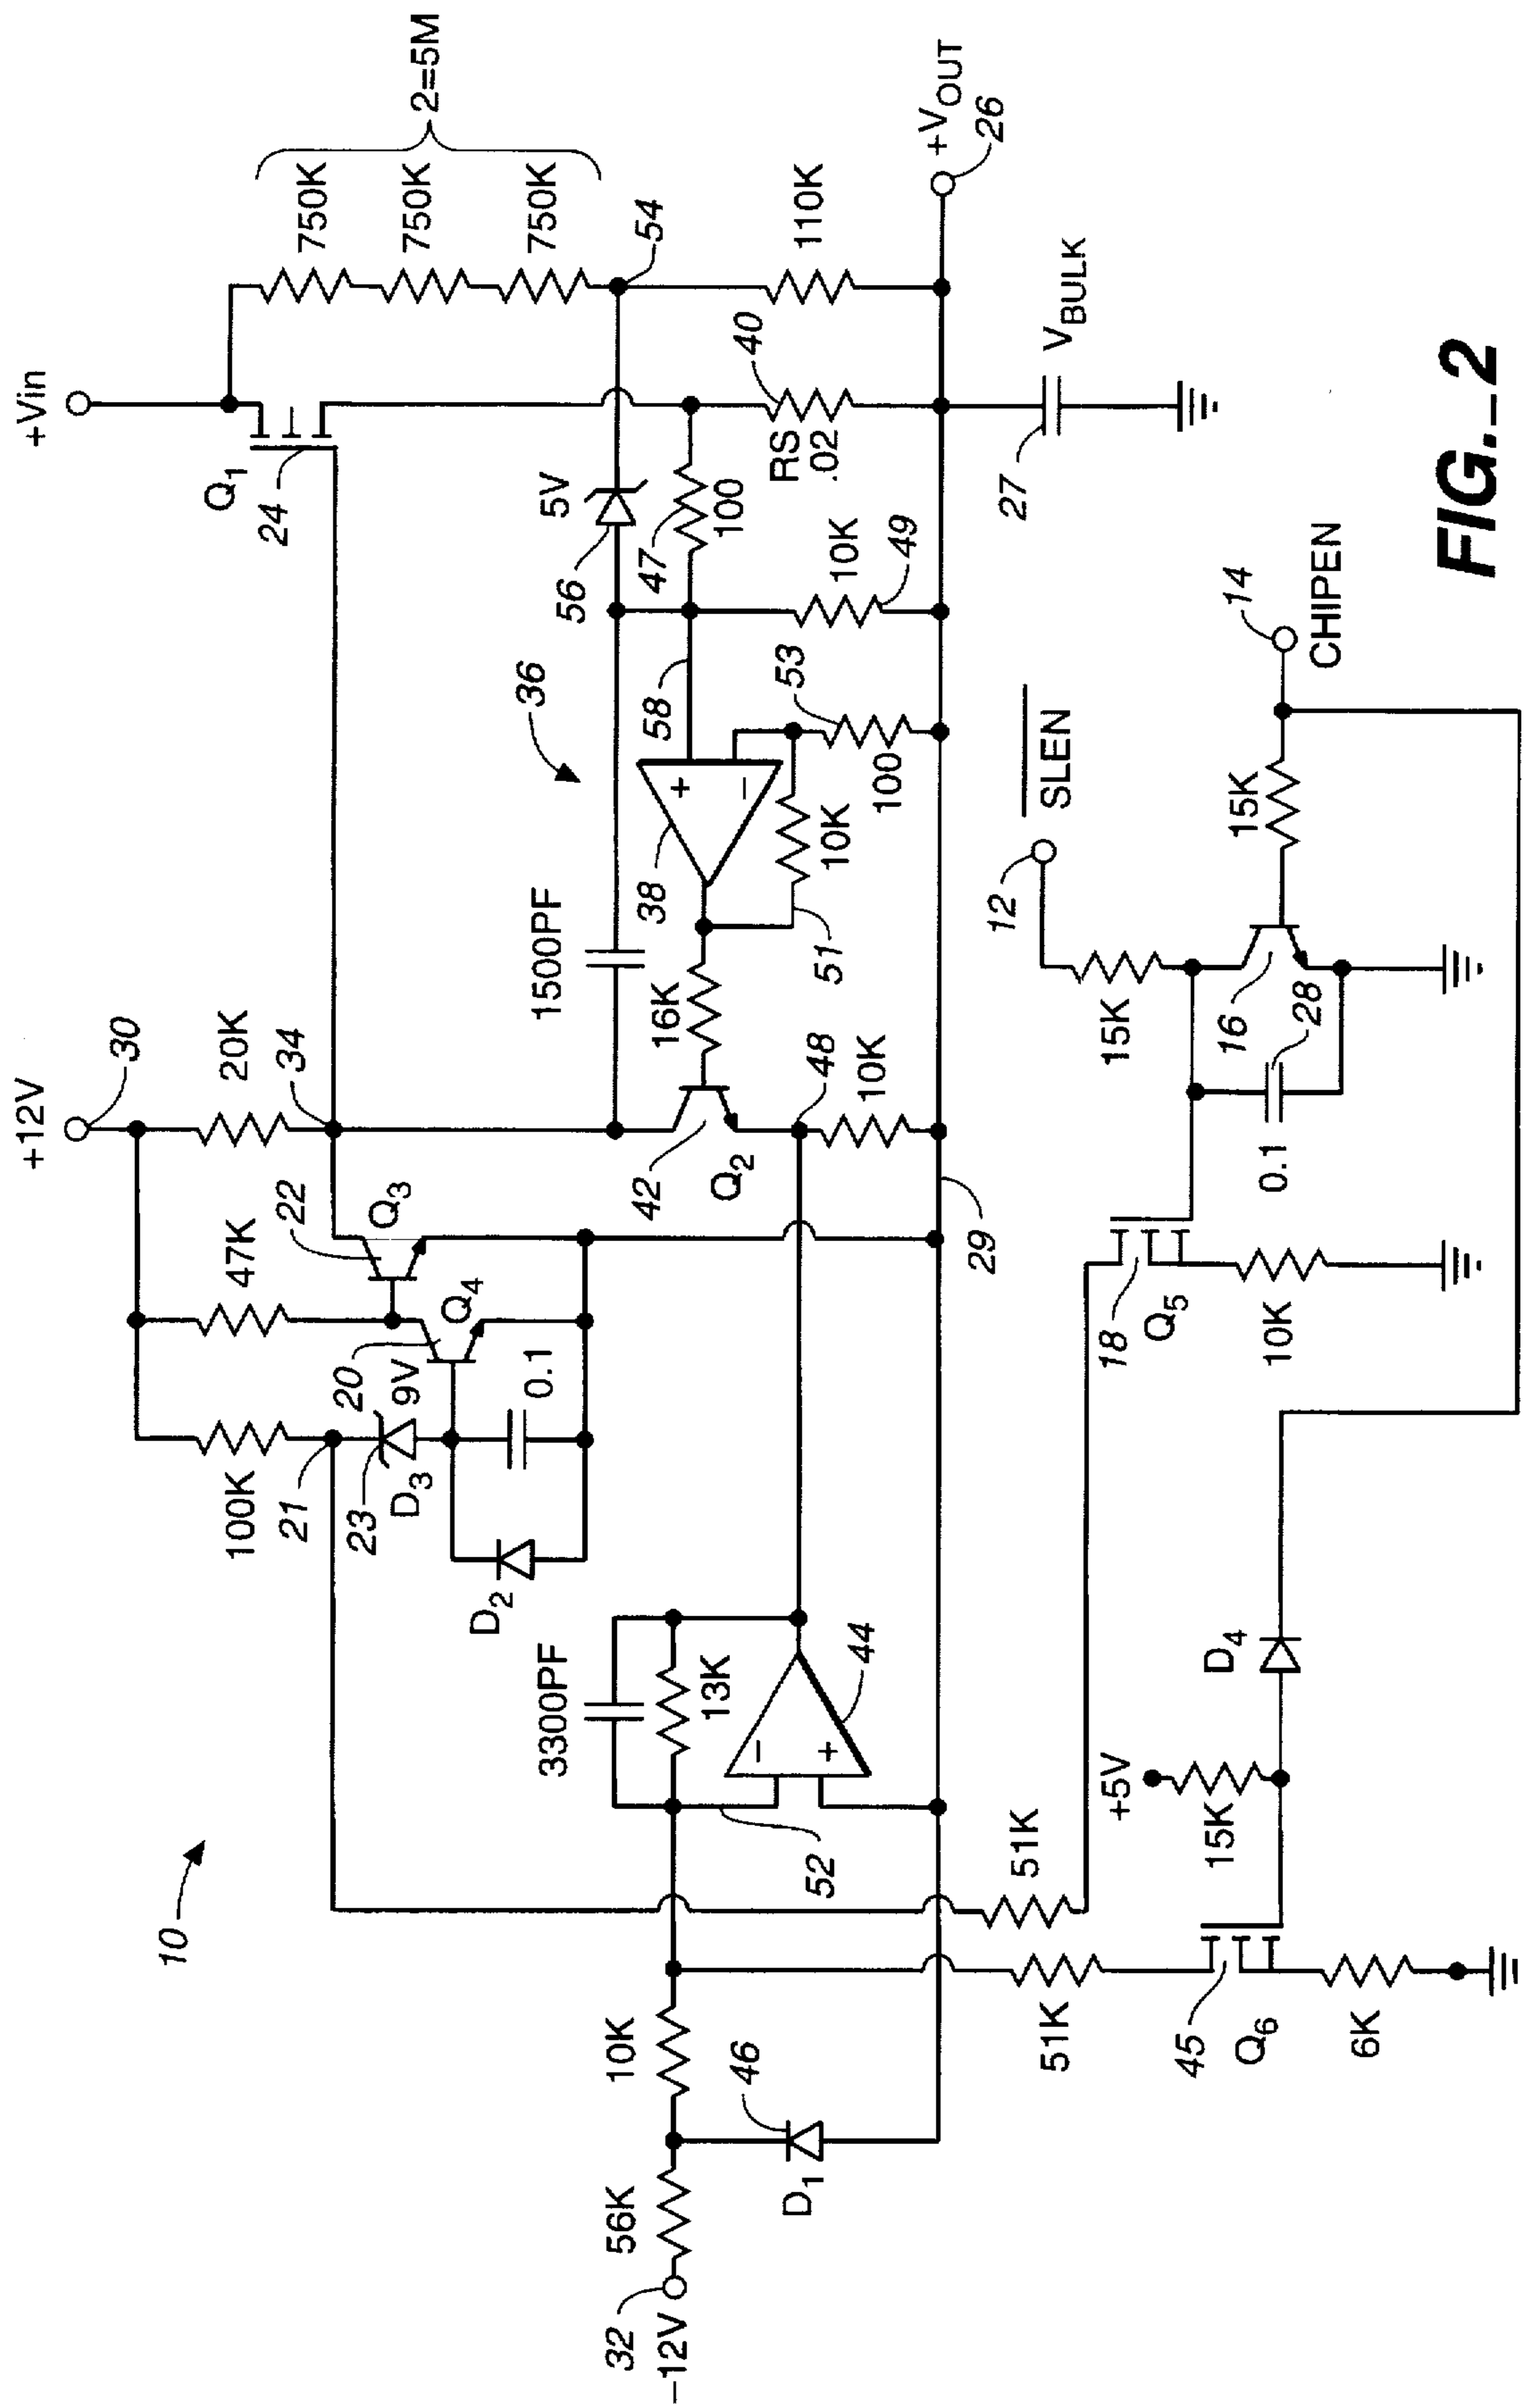 10
+12V
30
100K
47K
20K
34
21
23
D3
9V
20
Q4
22
Q3
0.1
D2
+Vin
Q1
24
750K
750K
750K
2=5M
54
110K
+VOUT
26
1500PF
36
56
5V
47
100
RS
.02
40
58
38
16K
10K
51
53
100
10K
49
42
Q2
48
10K
29
27
VBULK
3300PF
13K
44
52
-12V
32
56K
10K
46
D1
51K
51K
45
Q6
6K
+5V
15K
D4
18
Q5
10K
0.1
28
16
15K
12
SLEN
15K
14
CHIPEN
FIG._2